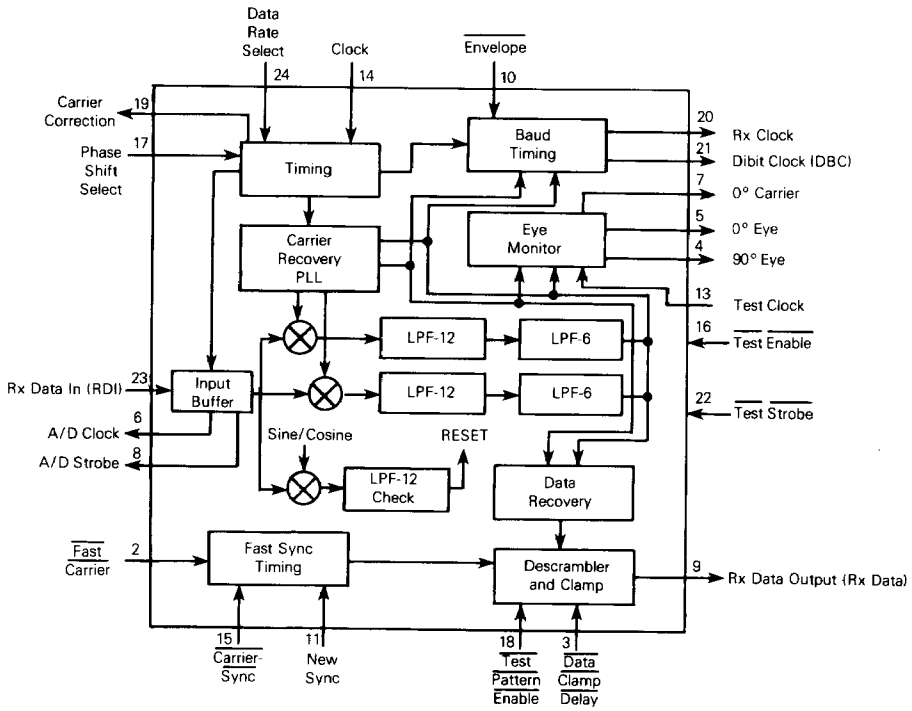 Data
Rate
Select
Clock
Envelope
24
14
10
19
Carrier
Correction
20
Rx Clock
17
Phase
Shift
Select
Timing
Baud
Timing
21
Dibit Clock (DBC)
7
0° Carrier
Carrier
Recovery
PLL
Eye
Monitor
5
0° Eye
4
90° Eye
13
Test Clock
16
Test Enable
LPF-12
LPF-6
23
Rx Data In (RDI)
Input
Buffer
LPF-12
LPF-6
22
Test Strobe
6
A/D Clock
8
A/D Strobe
Sine/Cosine
RESET
LPF-12
Check
Data
Recovery
2
Fast
Carrier
Fast Sync
Timing
Descrambler
and Clamp
9
Rx Data Output (Rx Data)
15
Carrier-
Sync
11
New
Sync
18
Test
Pattern
Enable
3
Data
Clamp
Delay